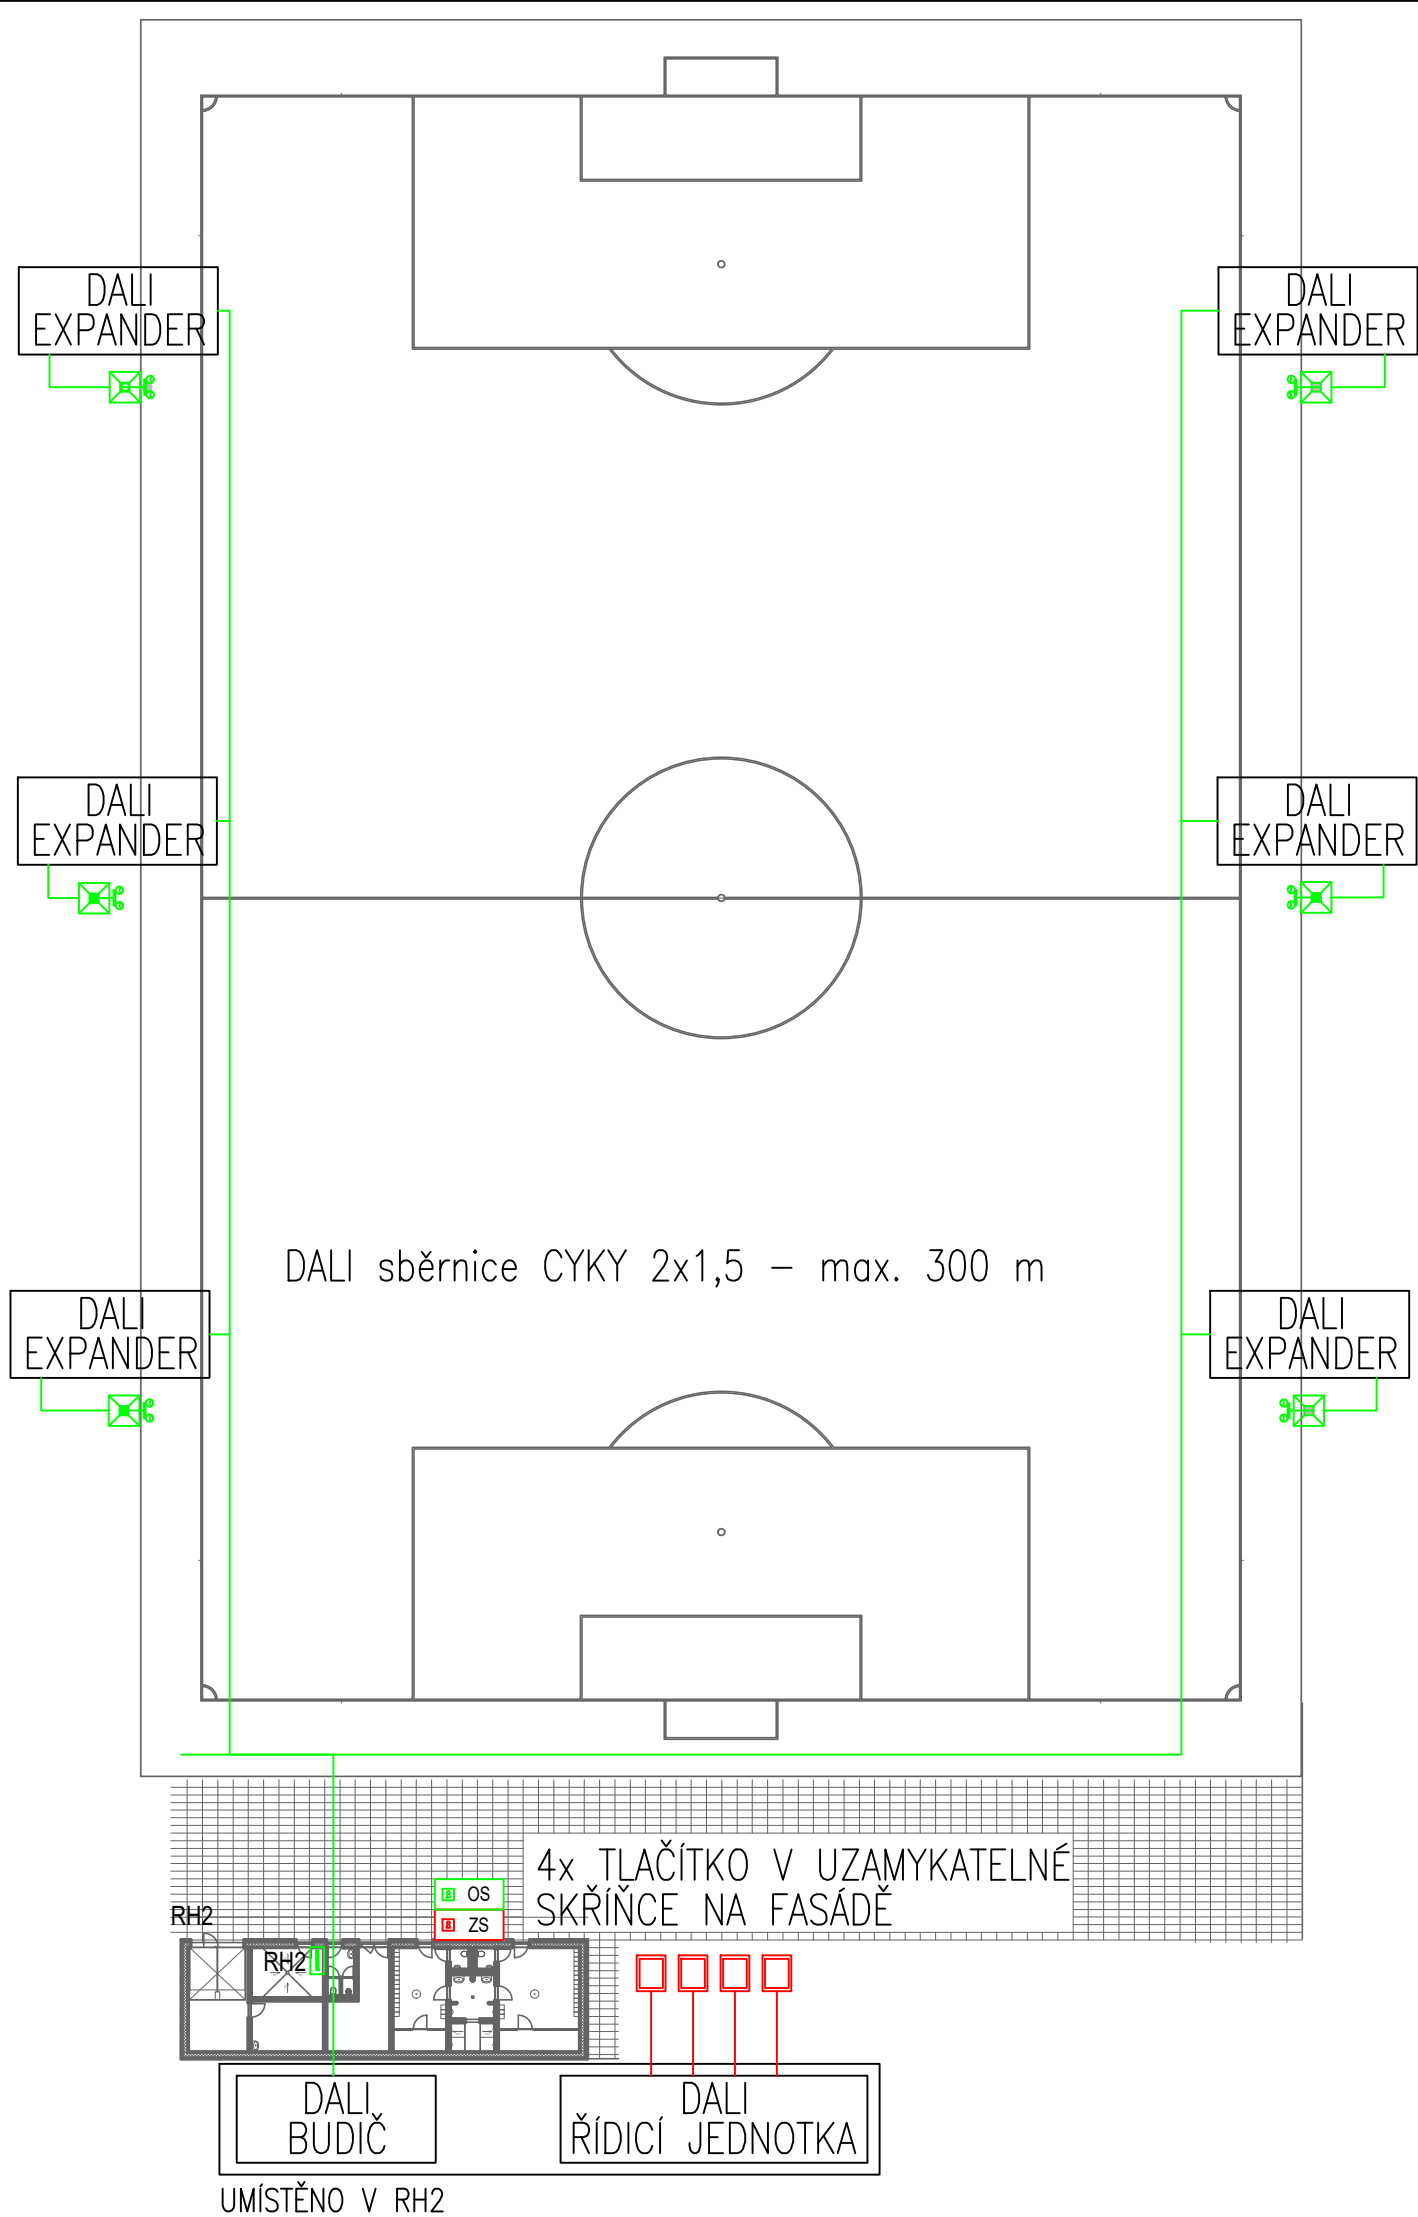 DALI
EXPANDER
DALI
EXPANDER
DALI
EXPANDER
DALI
EXPANDER
DALI sběrnice CYKY 2x1,5 – max. 300 m
DALI
EXPANDER
DALI
EXPANDER
4x TLAČÍTKO V UZAMYKATELNÉ
SKŘÍŇCE NA FASÁDĚ
OS
ZS
RH2
RH2
DALI
BUDIČ
DALI
ŘÍDICÍ JEDNOTKA
UMÍSTĚNO V RH2